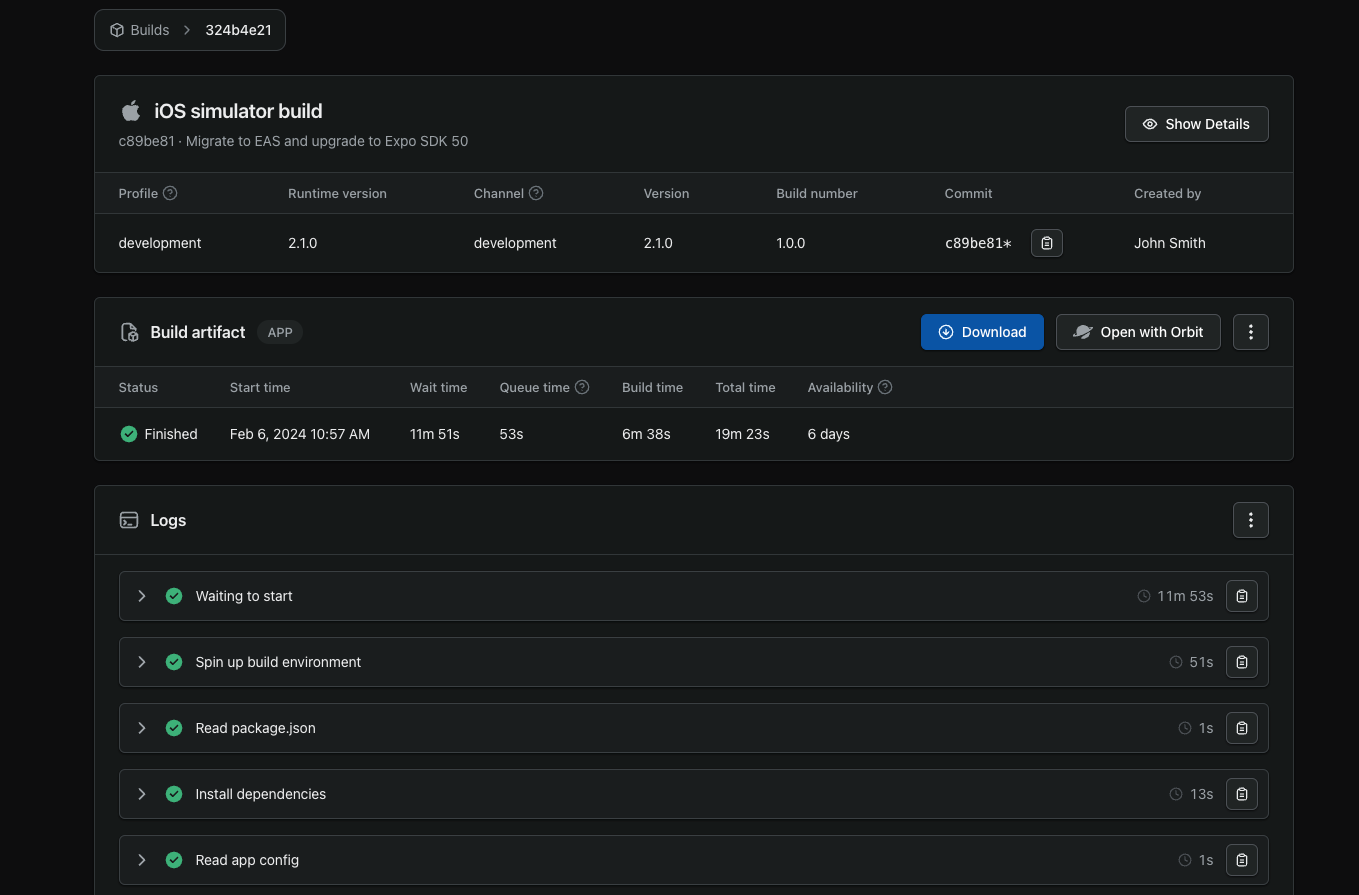 Builds > 324b4e21
iOS simulator build
c89be81 · Migrate to EAS and upgrade to Expo SDK 50
Show Details
Profile Runtime version Channel Version Build number Commit Created by
development 2.1.0 development 2.1.0 1.0.0 c89be81* John Smith
Build artifact APP Download Open with Orbit
Status Start time Wait time Queue time Build time Total time Availability
Finished Feb 6, 2024 10:57 AM 11m 51s 53s 6m 38s 19m 23s 6 days
Logs
Waiting to start 11m 53s
Spin up build environment 51s
Read package.json 1s
Install dependencies 13s
Read app config 1s